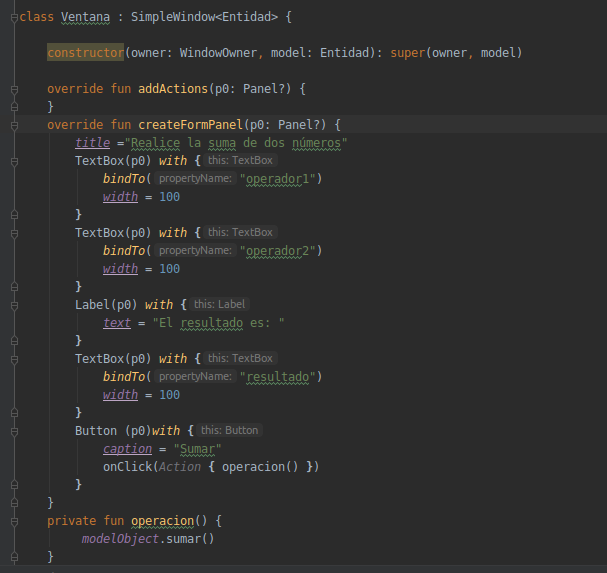 class Ventana : SimpleWindow<Entidad> {
constructor(owner: WindowOwner, model: Entidad): super(owner, model)
override fun addActions(p0: Panel?) {
}
override fun createFormPanel(p0: Panel?) {
title ="Realice la suma de dos números"
TextBox(p0) with { this: TextBox
bindTo( propertyName: "operador1")
width = 100
}
TextBox(p0) with { this: TextBox
bindTo( propertyName: "operador2")
width = 100
}
Label(p0) with { this: Label
text = "El resultado es: "
}
TextBox(p0) with { this: TextBox
bindTo( propertyName: "resultado")
width = 100
}
Button (p0)with { this: Button
caption = "Sumar"
onClick(Action { operacion() })
}
}
private fun operacion() {
modelObject.sumar()
}